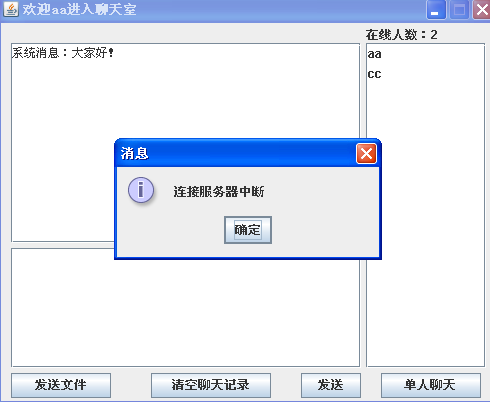 欢迎aa进入聊天室
在线人数：2
系统消息：大家好！
aa
cc
消息
连接服务器中断
确定
发送文件
清空聊天记录
发送
单人聊天